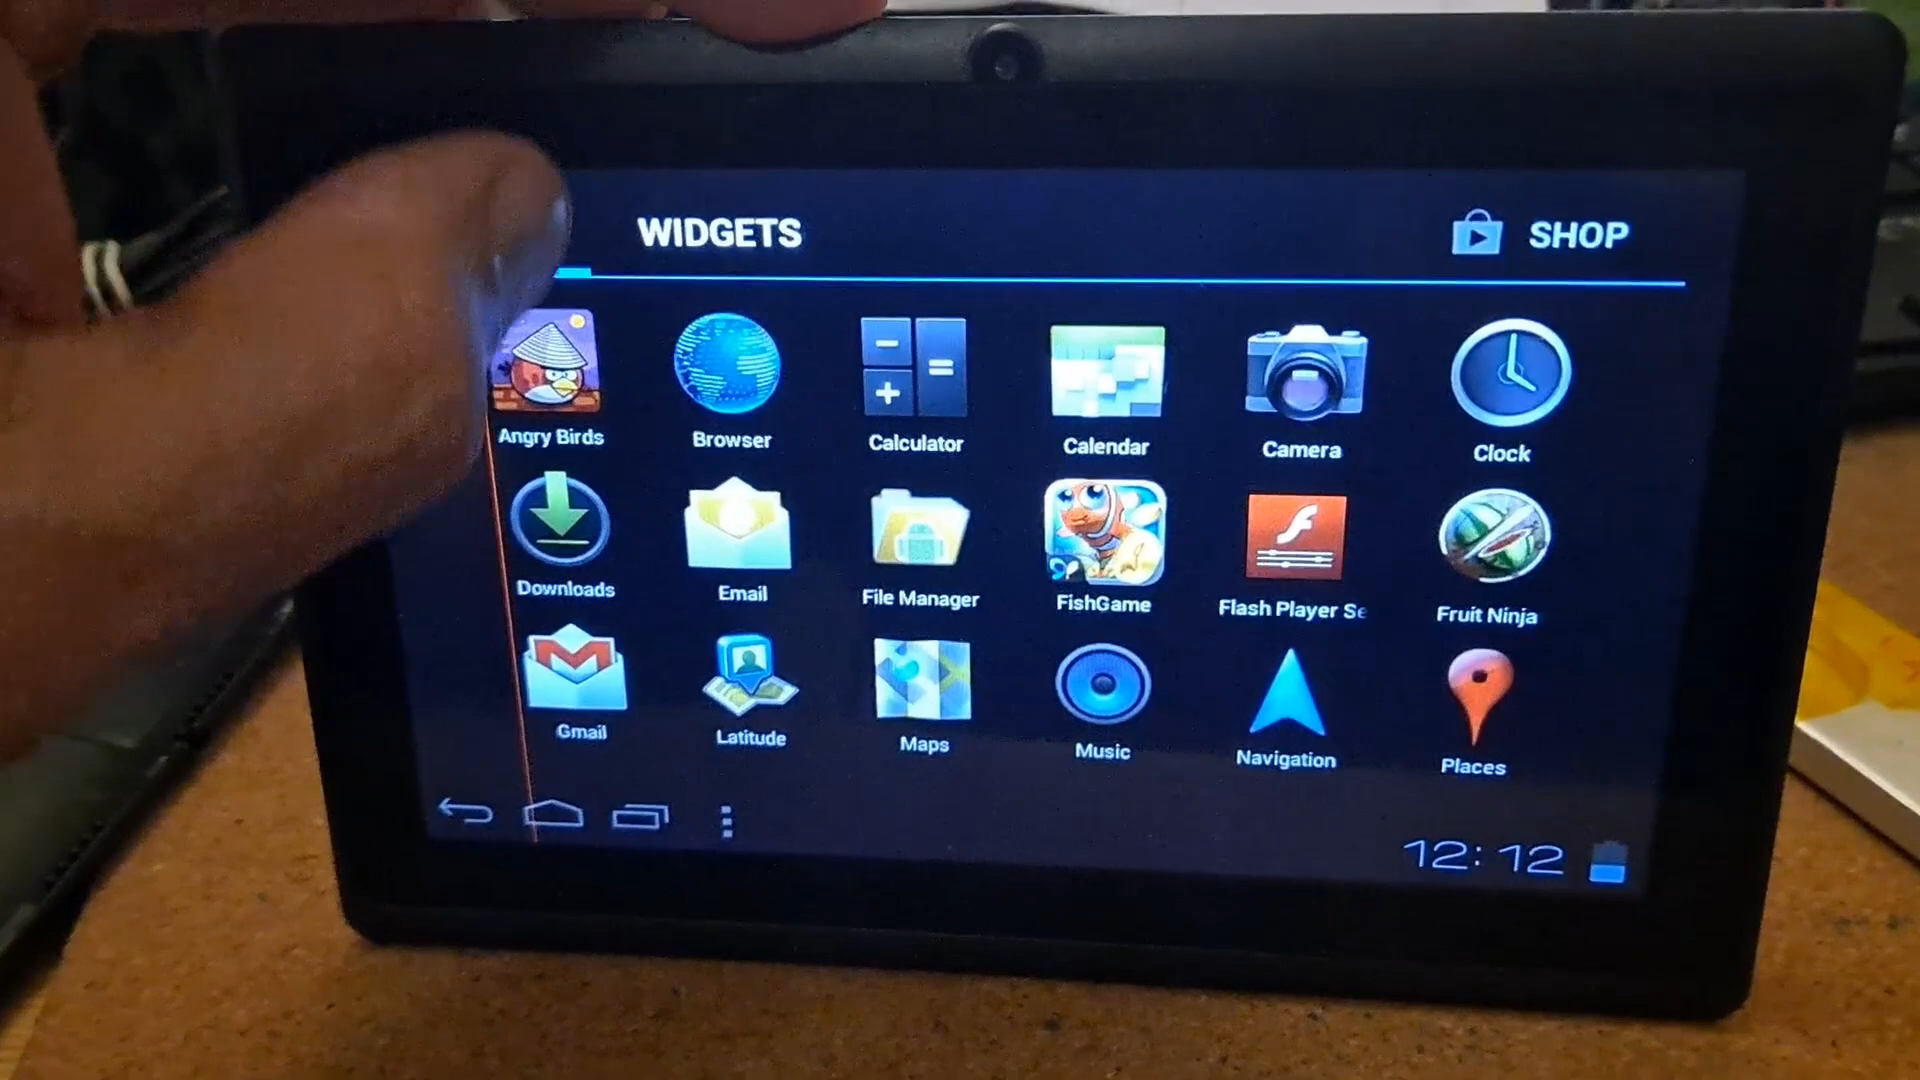 WIDGETS
SHOP
Angry Birds
Browser
Calculator
Calendar
Camera
Clock
Downloads
Email
File Manager
FishGame
Flash Player Se
Fruit Ninja
Gmail
Latitude
Maps
Music
Navigation
Places
12:12